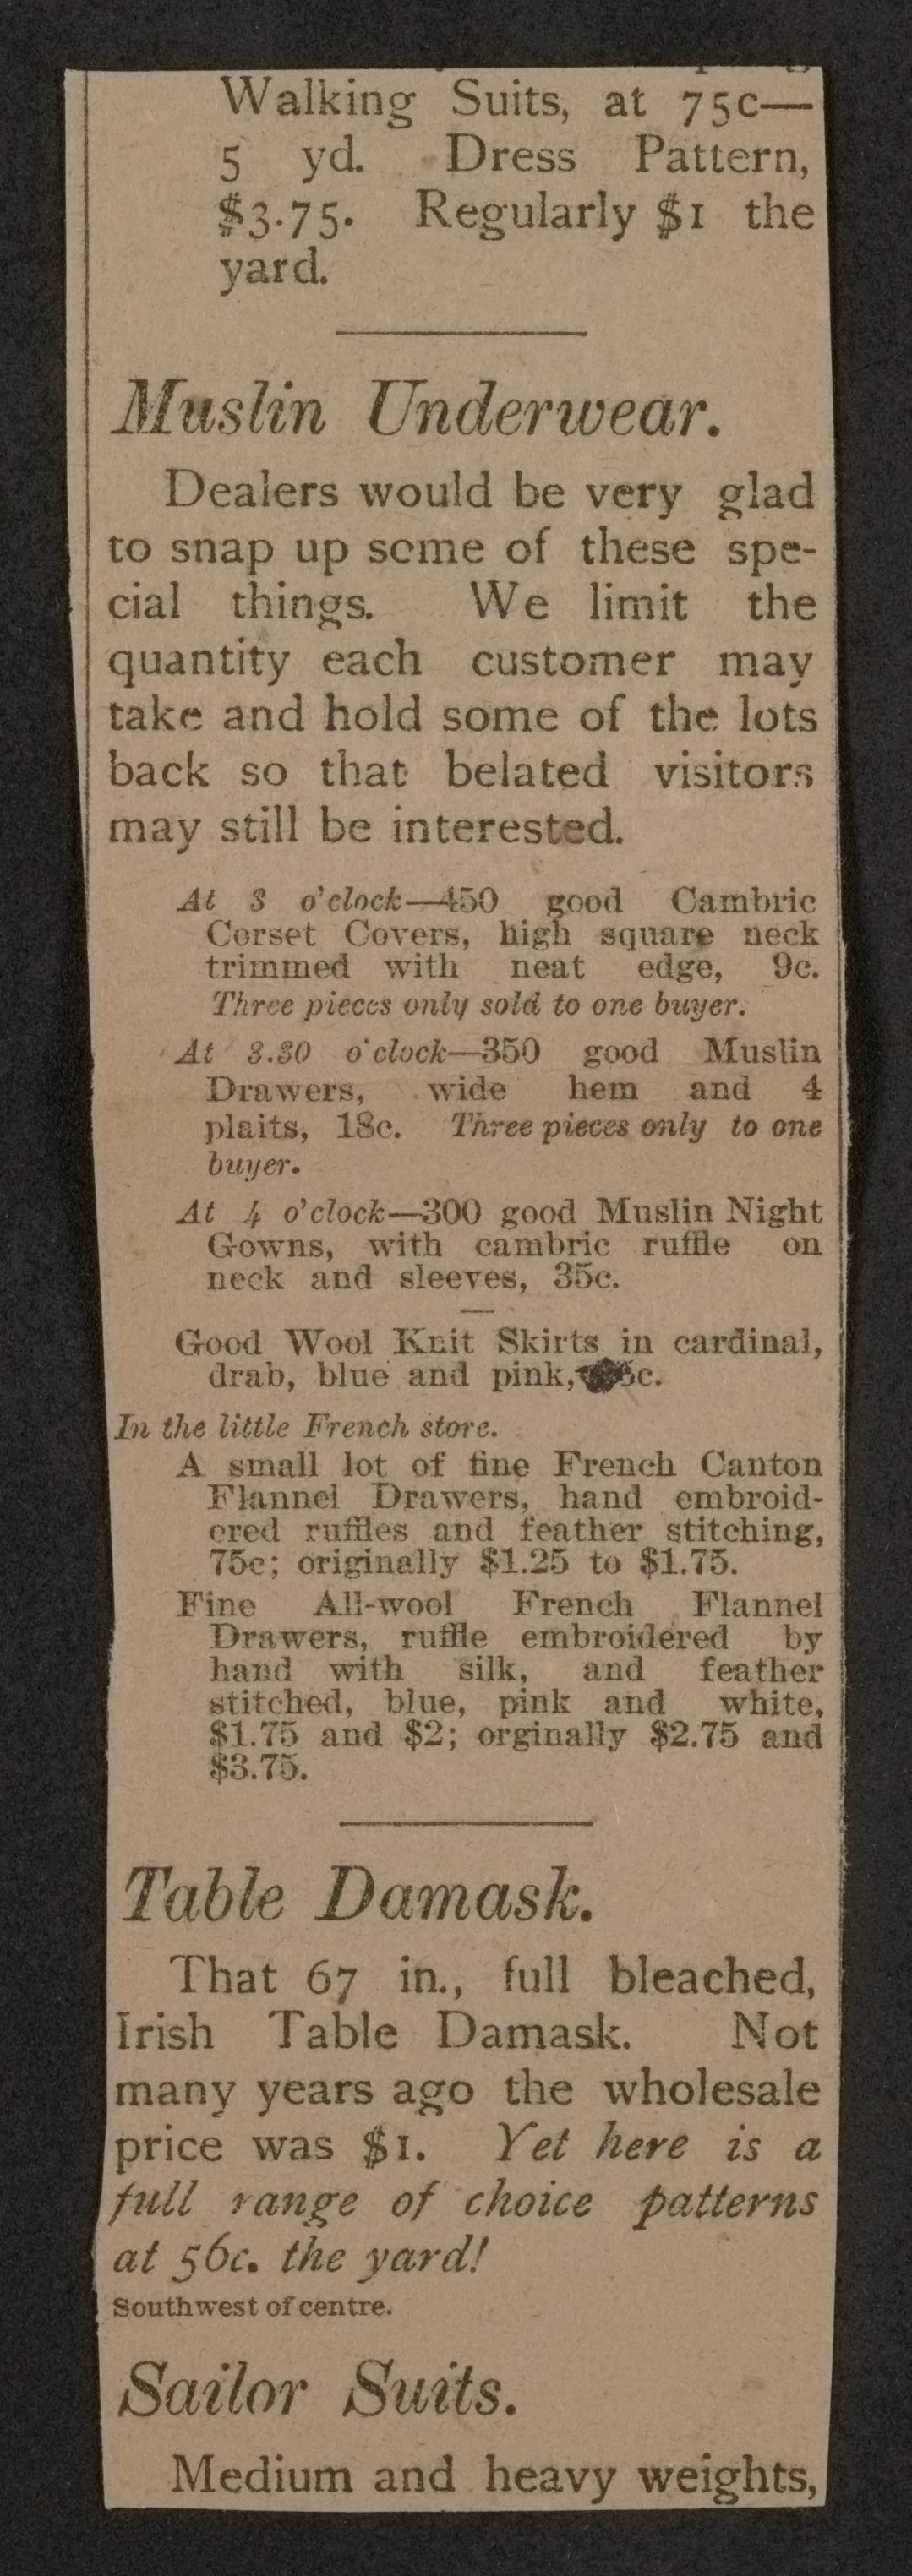 Walking Suits, at 75c—
5 yd. Dress Pattern,
$3.75. Regularly $1 the
yard.
Muslin Underwear.
Dealers would be very glad
to snap up some of these spe-
cial things. We limit the
quantity each customer may
take and hold some of the lots
back so that belated visitors
may still be interested.
At 3 o'clock—450 good Cambric
Corset Covers, high square neck
trimmed with neat edge, 9c.
Three pieces only sold to one buyer.
At 3.30 o'clock—350 good Muslin
Drawers, wide hem and 4
plaits, 18c. Three pieces only to one
buyer.
At 4 o'clock—300 good Muslin Night
Gowns, with cambric ruffle on
neck and sleeves, 35c.
Good Wool Knit Skirts in cardinal,
drab, blue and pink,
In the little French store.
A small lot of fine French Canton
Flannel Drawers, hand embroid-
ered ruffles and feather stitching,
75c; originally $1.25 to $1.75.
Fine All-wool French Flannel
Drawers, ruffle embroidered by
hand with silk, and feather
stitched, blue, pink and white,
$1.75 and $2; orginally $2.75 and
$3.75.
Table Damask.
That 67 in., full bleached,
Irish Table Damask. Not
many years ago the wholesale
price was $1. Yet here is a
full range of choice patterns
at 56c. the yard!
Southwest of centre.
Sailor Suits.
Medium and heavy weights,